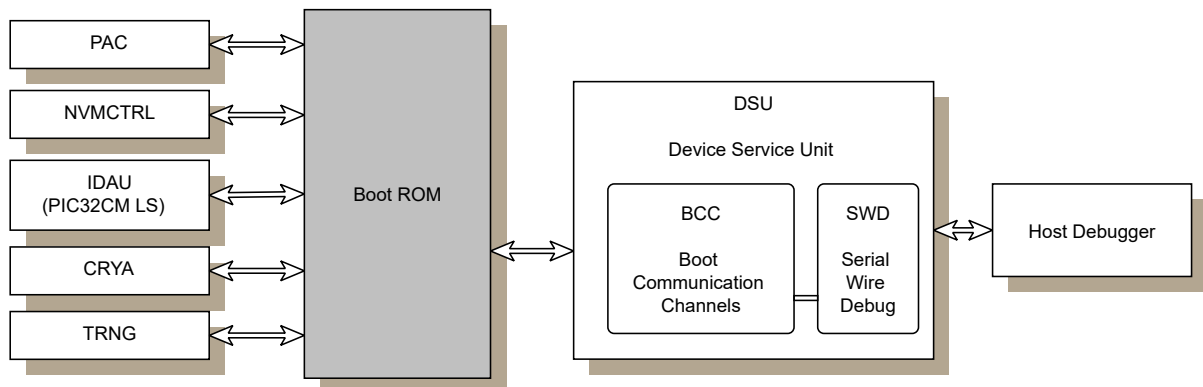 PAC
NVMCTRL
IDAU
(PIC32CM LS)
CRYA
TRNG
Boot ROM
DSU
Device Service Unit
BCC
Boot
Communication
Channels
SWD
Serial
Wire
Debug
Host Debugger